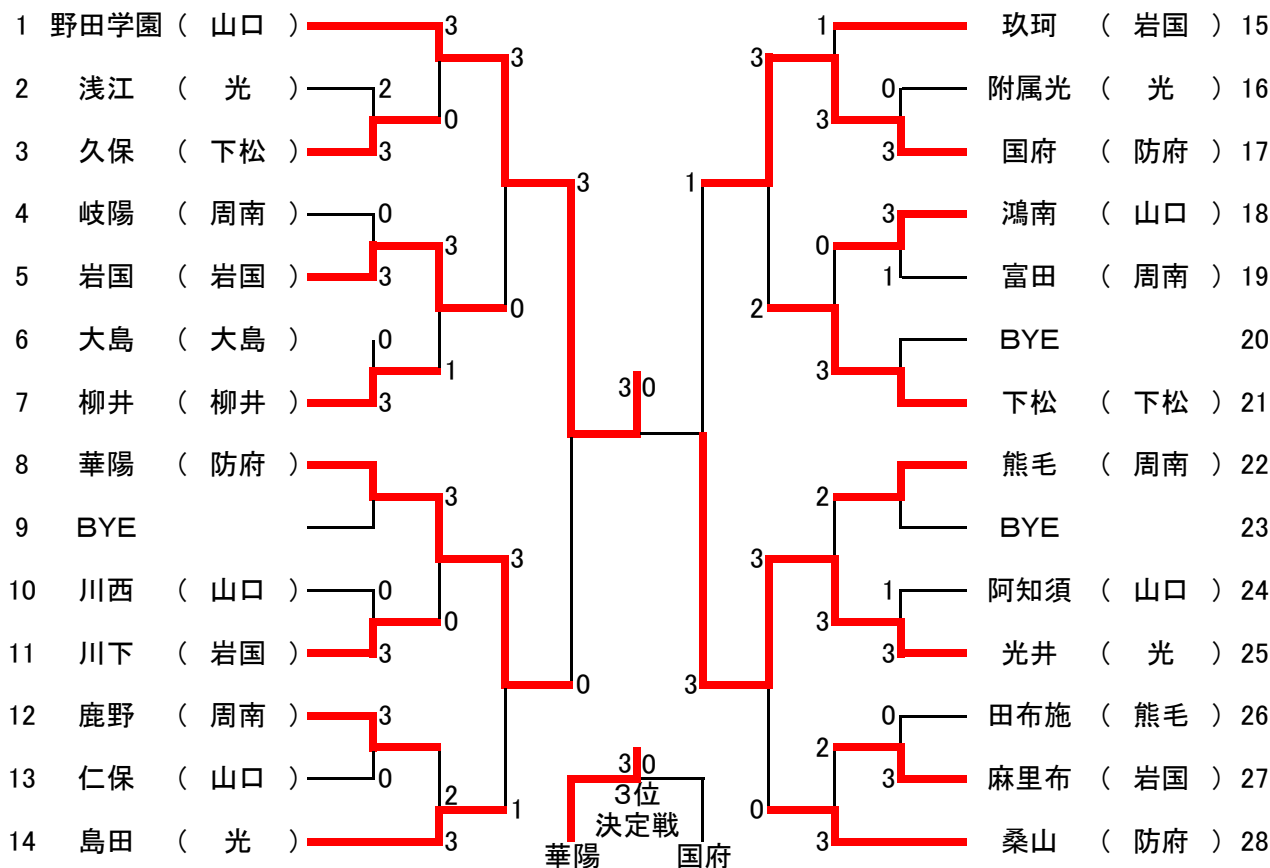 1 野田学園 ( 山口 ) 3 1 玖珂 ( 岩国 ) 15
3 3
2 浅江 ( 光 ) 2 0 附属光 ( 光 ) 16
0 3
3 久保 ( 下松 ) 3 3 国府 ( 防府 ) 17
3 1
4 岐陽 ( 周南 ) 0 3 鴻南 ( 山口 ) 18
3 0
5 岩国 ( 岩国 ) 3 1 富田 ( 周南 ) 19
0 2
6 大島 ( 大島 ) 0 BYE 20
1 3
3 0
7 柳井 ( 柳井 ) 3 下松 ( 下松 ) 21
8 華陽 ( 防府 ) 熊毛 ( 周南 ) 22
3 2
9 BYE BYE 23
3 3
10 川西 ( 山口 ) 0 1 阿知須 ( 山口 ) 24
0 3
11 川下 ( 岩国 ) 3 3 光井 ( 光 ) 25
0 3
12 鹿野 ( 周南 ) 3 0 田布施 ( 熊毛 ) 26
2
3 0
13 仁保 ( 山口 ) 0 3 麻里布 ( 岩国 ) 27
3位
2 1 0
決定戦
14 島田 ( 光 ) 3 3 桑山 ( 防府 ) 28
華陽 国府